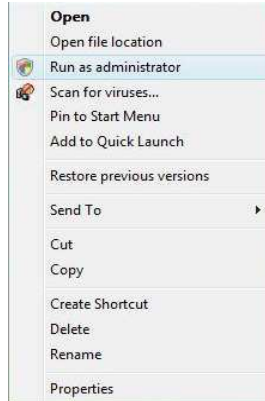 Open
Open file location
Run as administrator
Scan for viruses...
Pin to Start Menu
Add to Quick Launch
Restore previous versions
Send To
Cut
Copy
Create Shortcut
Delete
Rename
Properties